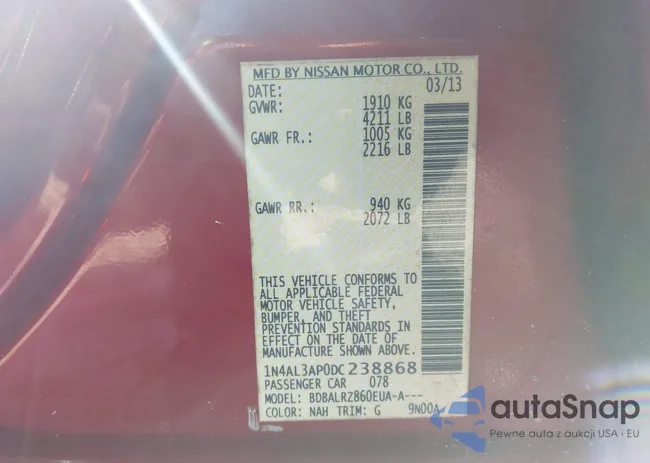 MFD BY NISSAN MOTOR CO., LTD.
DATE: 03/13
GVWR: 1910 KG
4211 LB
GAWR FR.: 1005 KG
2216 LB
GAWR RR.: 940 KG
2072 LB
THIS VEHICLE CONFORMS TO
ALL APPLICABLE FEDERAL
MOTOR VEHICLE SAFETY,
BUMPER, AND THEFT
PREVENTION STANDARDS IN
EFFECT ON THE DATE OF
MANUFACTURE SHOWN ABOVE.
1N4AL3AP0DC238868
PASSENGER CAR 078
MODEL: BDBALRZ860EUA-A---
COLOR: NAH TRIM: G 9N00A
autoSnap
Pewne auta z aukcji USA i EU